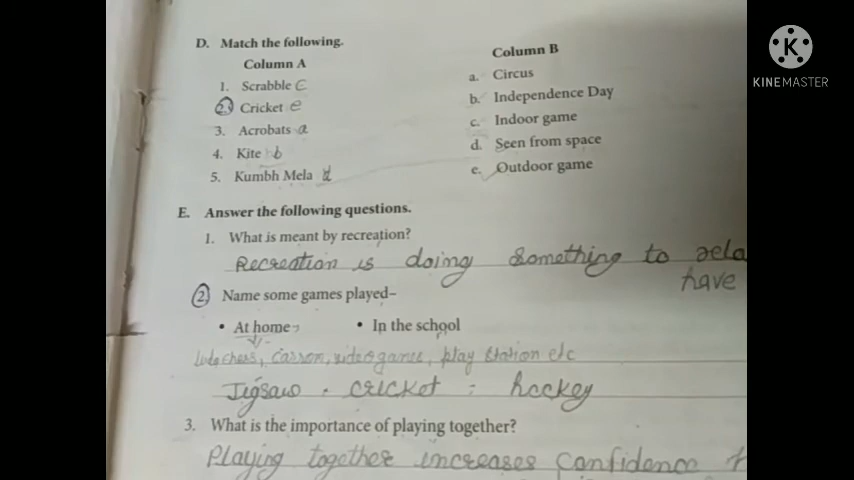 D. Match the following.
Column A
1. Scrabble c
2. Cricket e
3. Acrobats a
4. Kite b
5. Kumbh Mela d
Column B
a. Circus
b. Independence Day
c. Indoor game
d. Seen from space
e. Outdoor game
E. Answer the following questions.
1. What is meant by recreation?
Recreation is doing something to rela
have
2. Name some games played–
• At home • In the school
Ludo chess, carrom, video games, play station etc
Jigsaw . cricket : hockey
3. What is the importance of playing together?
Playing together increases confidence t
K
KINEMASTER